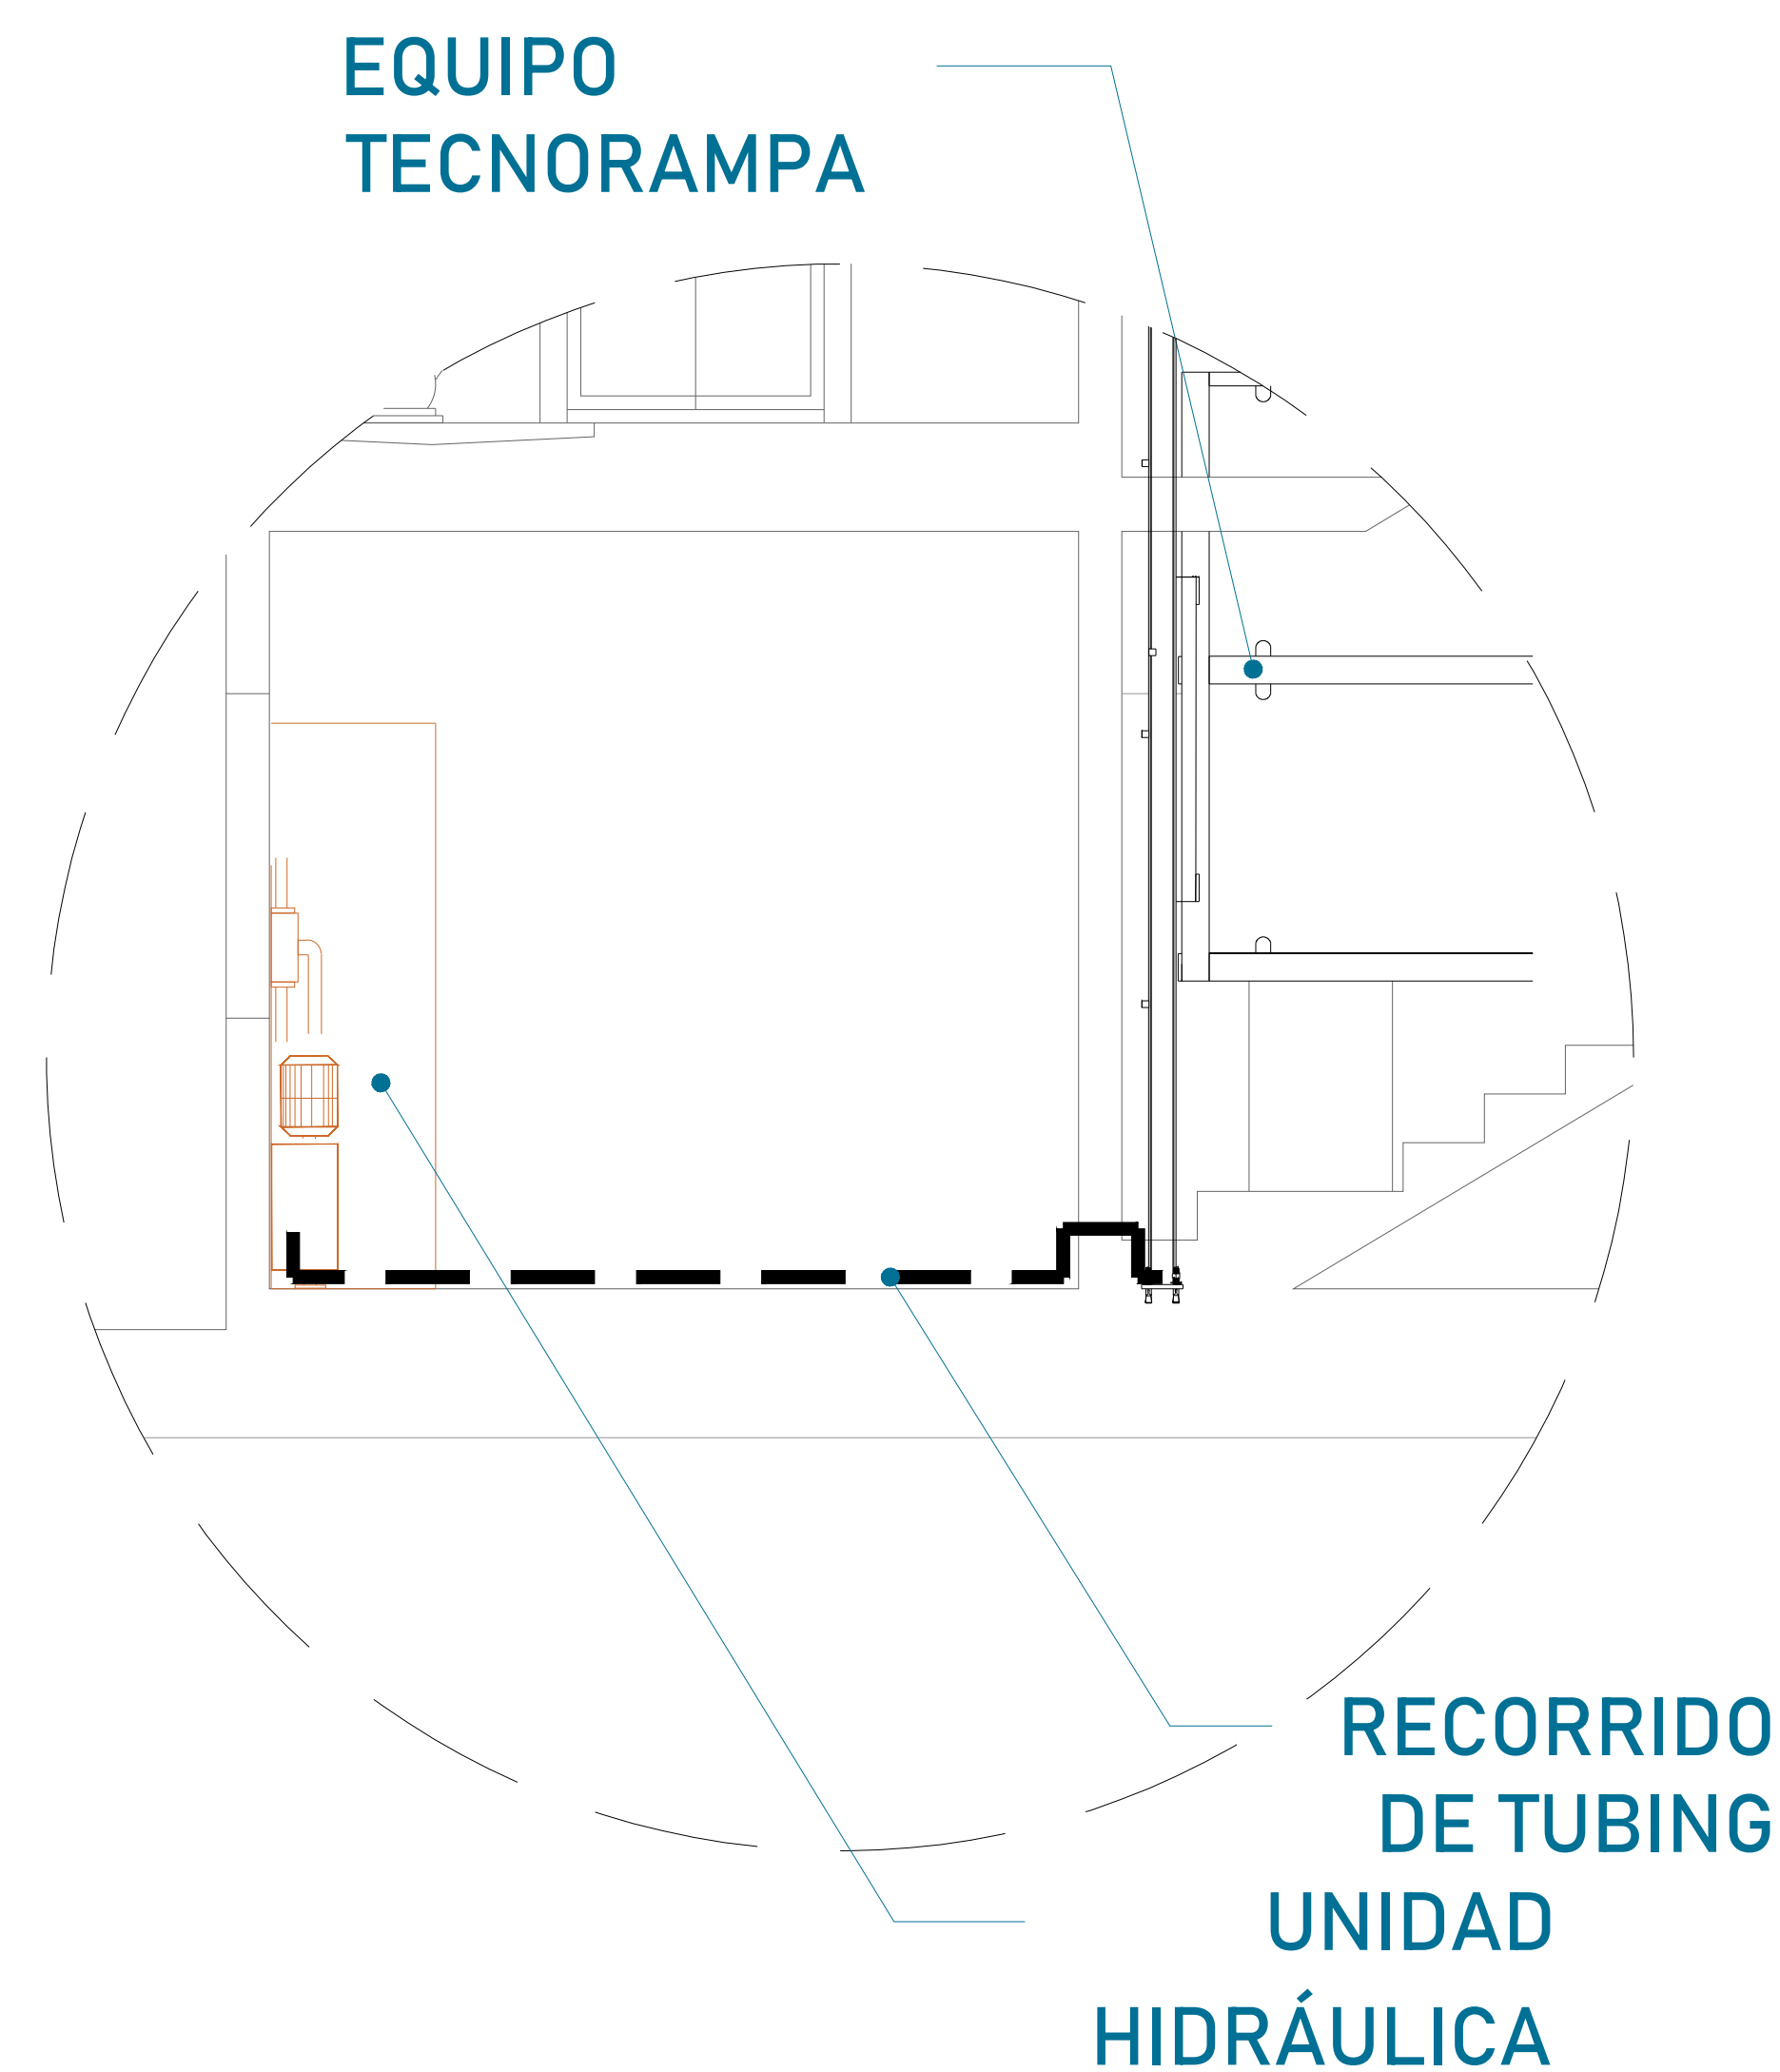 EQUIPO
TECNORAMPA
RECORRIDO
DE TUBING
UNIDAD
HIDRÁULICA